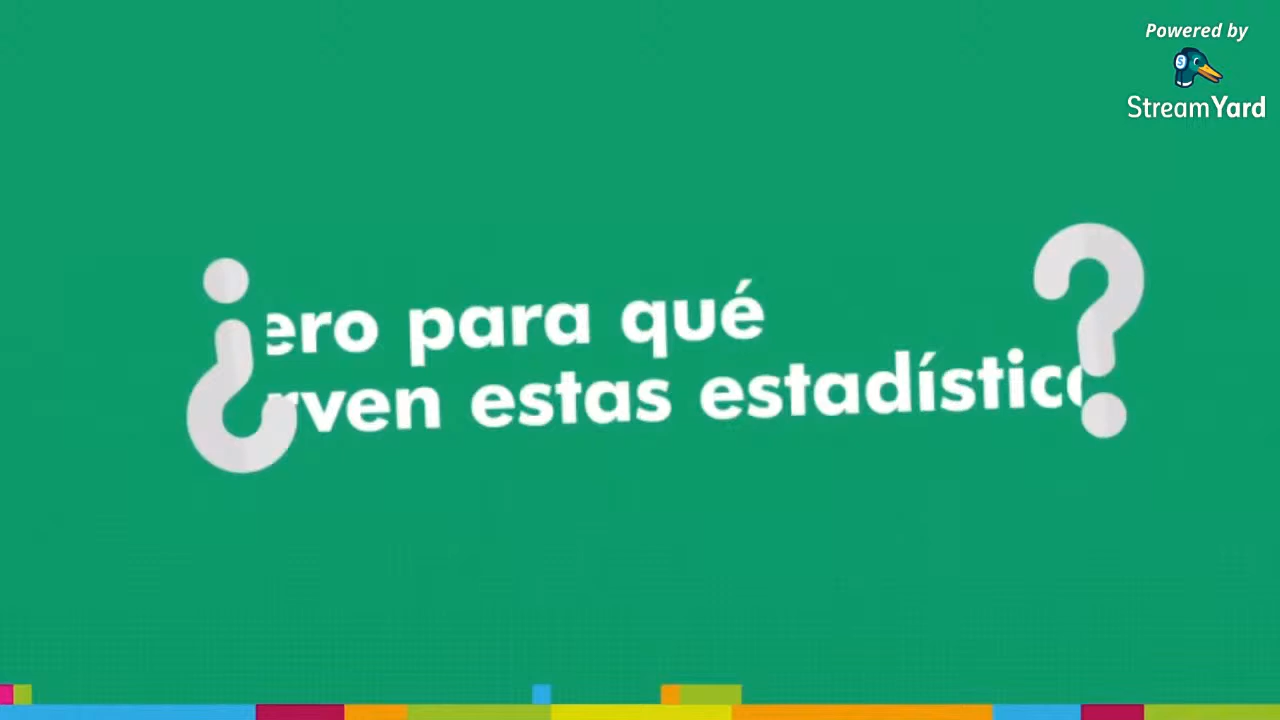 Powered by
StreamYard
¿ero para qué
rven estas estadístic?